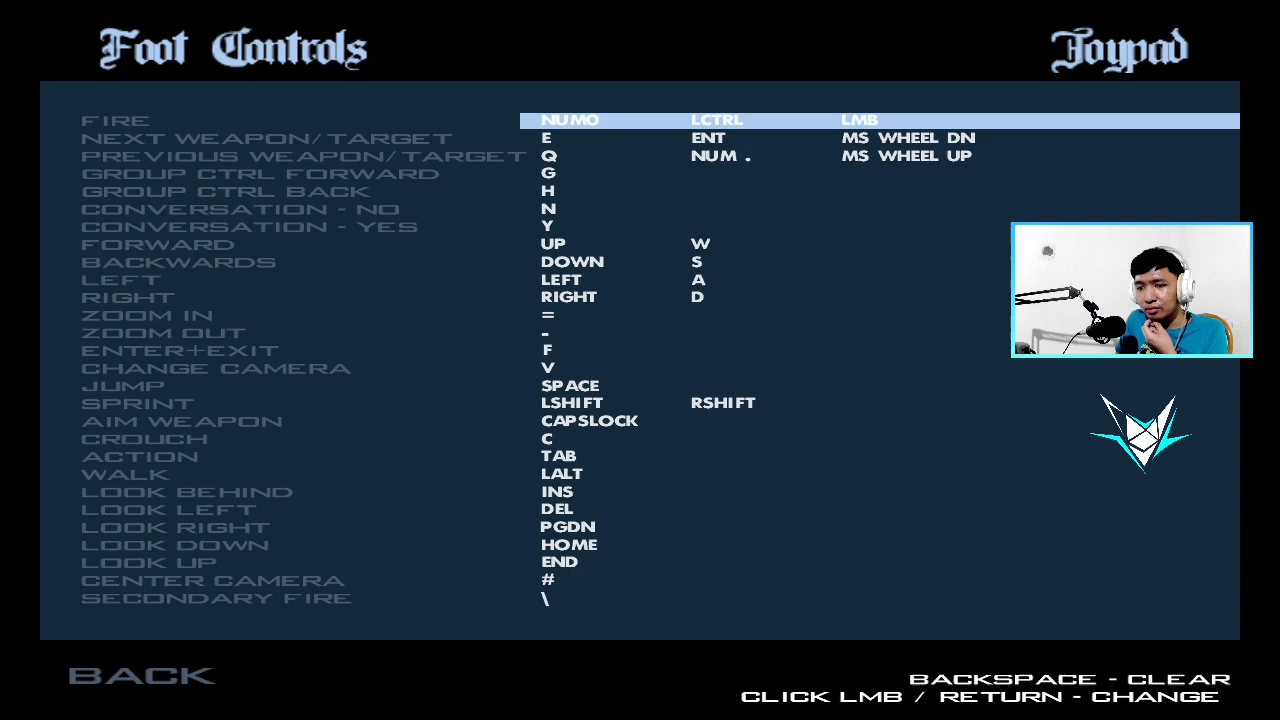 Foot Controls Joypad
FIRE NUM0 LCTRL LMB
NEXT WEAPON/TARGET E ENT MS WHEEL DN
PREVIOUS WEAPON/TARGET Q NUM . MS WHEEL UP
GROUP CTRL FORWARD G
GROUP CTRL BACK H
CONVERSATION - NO N
CONVERSATION - YES Y
FORWARD UP W
BACKWARDS DOWN S
LEFT LEFT A
RIGHT RIGHT D
ZOOM IN =
ZOOM OUT -
ENTER+EXIT F
CHANGE CAMERA V
JUMP SPACE
SPRINT LSHIFT RSHIFT
AIM WEAPON CAPSLOCK
CROUCH C
ACTION TAB
WALK LALT
LOOK BEHIND INS
LOOK LEFT DEL
LOOK RIGHT PGDN
LOOK DOWN HOME
LOOK UP END
CENTER CAMERA #
SECONDARY FIRE \
BACK
BACKSPACE - CLEAR
CLICK LMB / RETURN - CHANGE